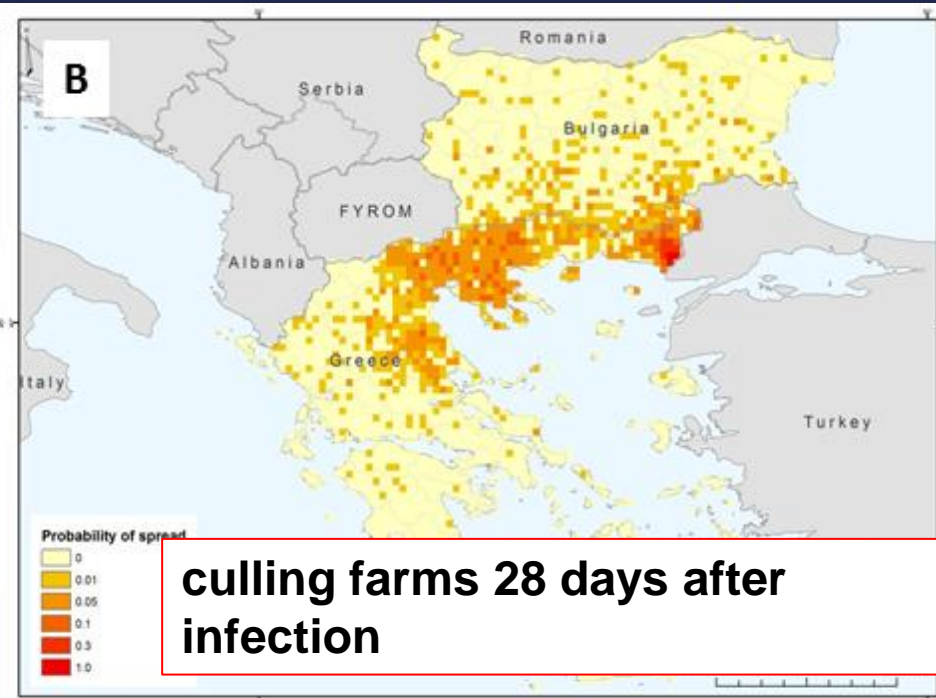 B
Romania
Serbia
Bulgaria
FYROM
Albania
Greece
Italy
Turkey
Probability of spread
0
0.01
0.05
0.1
0.3
1.0
culling farms 28 days after
infection